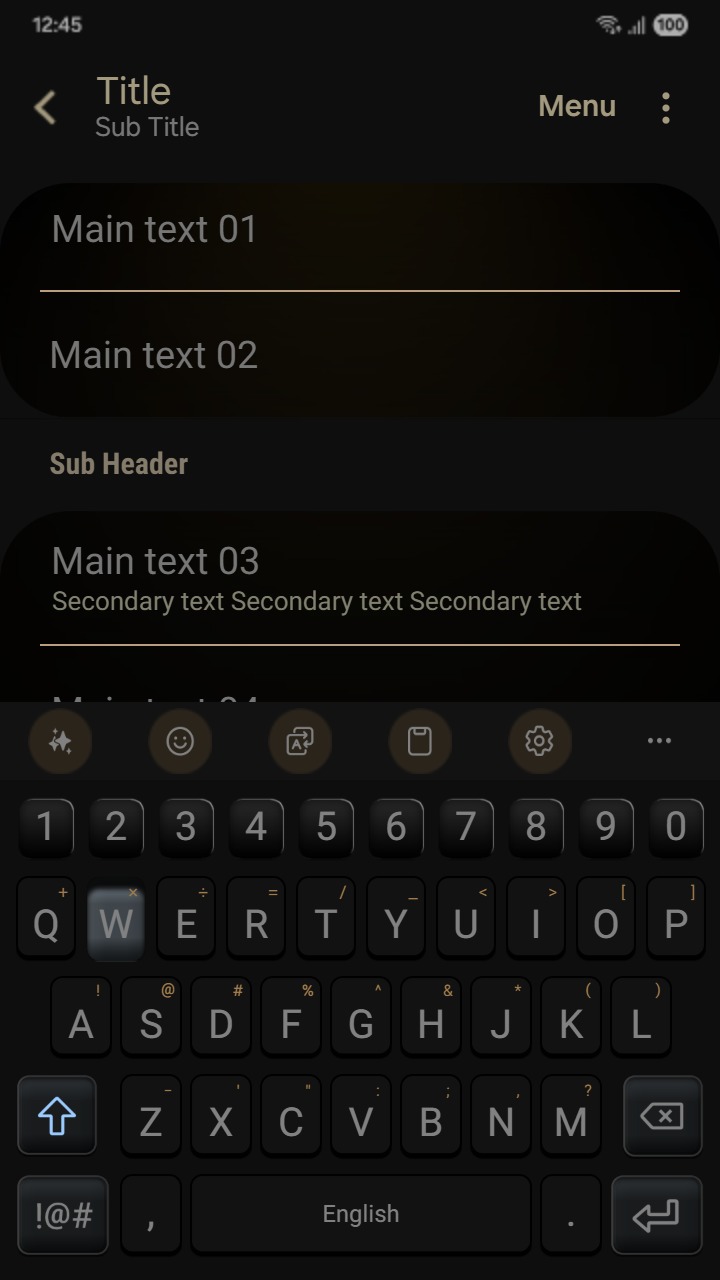 12:45
100
Title
Sub Title
Menu
Main text 01
Main text 02
Sub Header
Main text 03
Secondary text Secondary text Secondary text
1 2 3 4 5 6 7 8 9 0
+ × ÷ = / _ < > [ ]
Q W E R T Y U I O P
! @ # % ^ & * ( )
A S D F G H J K L
- ' " : ; , ?
Z X C V B N M
!@# , English .